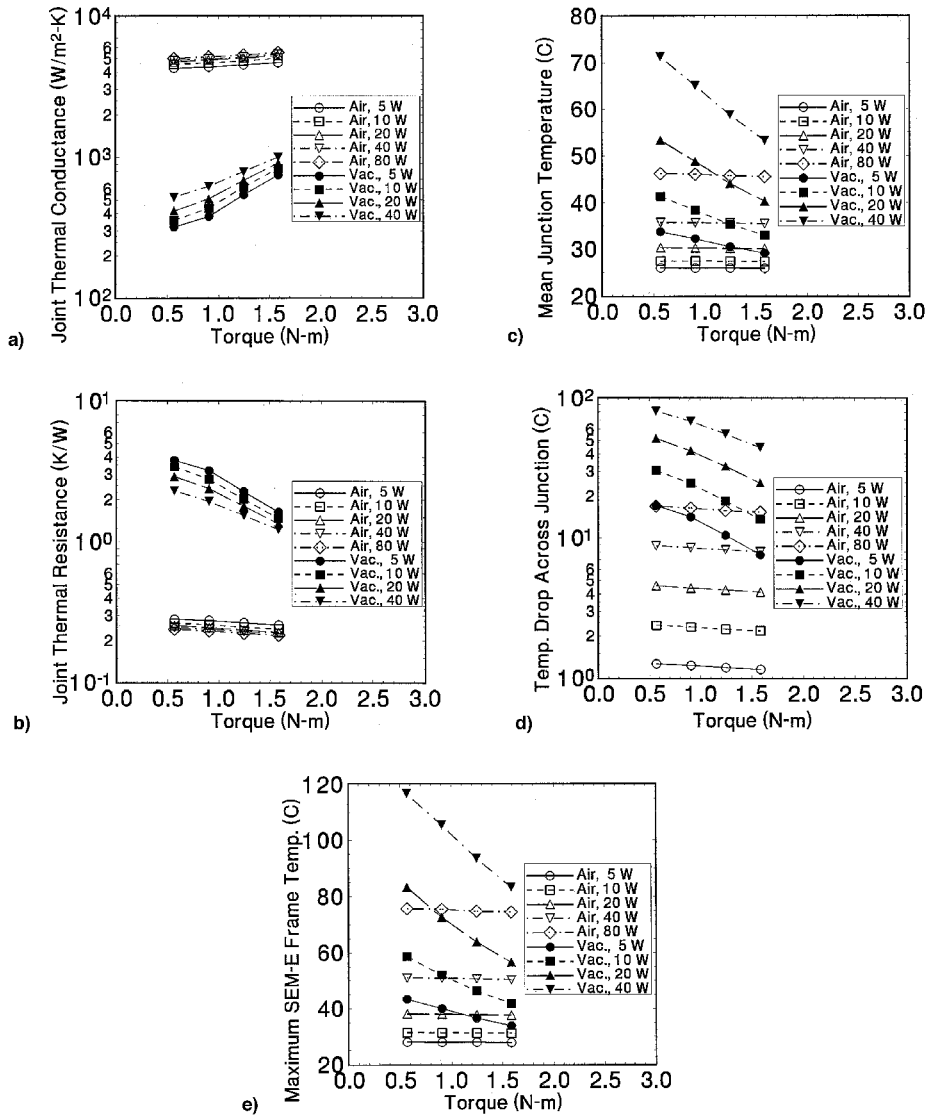 a)
Joint Thermal Conductance (W/m²-K)
10⁴
6
5
4
3
2
10³
6
5
4
3
2
10²
0.0 0.5 1.0 1.5 2.0 2.5 3.0
Torque (N-m)
Air, 5 W
Air, 10 W
Air, 20 W
Air, 40 W
Air, 80 W
Vac., 5 W
Vac., 10 W
Vac., 20 W
Vac., 40 W
c)
Mean Junction Temperature (C)
80
70
60
50
40
30
20
0.0 0.5 1.0 1.5 2.0 2.5 3.0
Torque (N-m)
Air, 5 W
Air, 10 W
Air, 20 W
Air, 40 W
Air, 80 W
Vac., 5 W
Vac., 10 W
Vac., 20 W
Vac., 40 W
b)
Joint Thermal Resistance (K/W)
10¹
6
5
4
3
2
10⁰
6
5
4
3
2
10⁻¹
0.0 0.5 1.0 1.5 2.0 2.5 3.0
Torque (N-m)
Air, 5 W
Air, 10 W
Air, 20 W
Air, 40 W
Air, 80 W
Vac., 5 W
Vac., 10 W
Vac., 20 W
Vac., 40 W
d)
Temp. Drop Across Junction (C)
10²
6
5
4
3
2
10¹
6
5
4
3
2
10⁰
0.0 0.5 1.0 1.5 2.0 2.5 3.0
Torque (N-m)
Air, 5 W
Air, 10 W
Air, 20 W
Air, 40 W
Air, 80 W
Vac., 5 W
Vac., 10 W
Vac., 20 W
Vac., 40 W
e)
Maximum SEM-E Frame Temp. (C)
120
100
80
60
40
20
0.0 0.5 1.0 1.5 2.0 2.5 3.0
Torque (N-m)
Air, 5 W
Air, 10 W
Air, 20 W
Air, 40 W
Air, 80 W
Vac., 5 W
Vac., 10 W
Vac., 20 W
Vac., 40 W